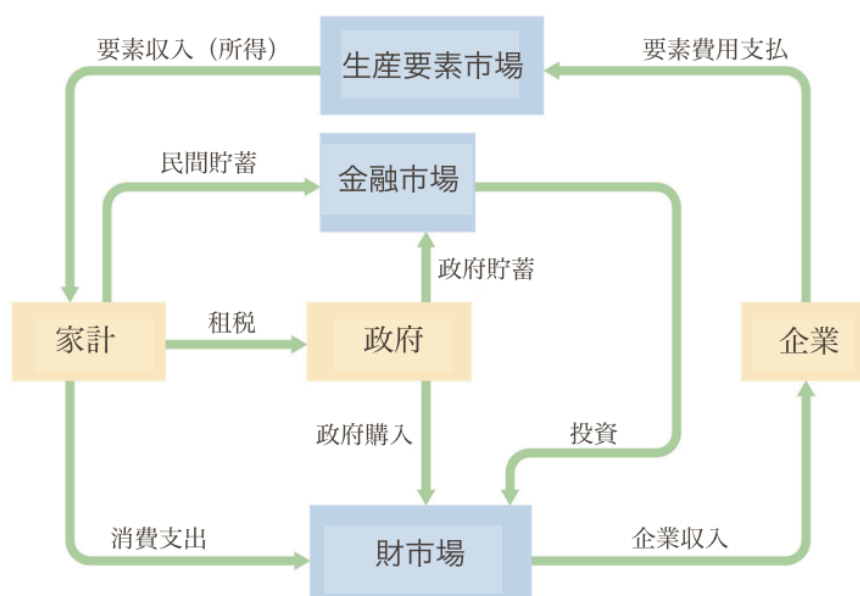 要素収入（所得）
生産要素市場
要素費用支払
民間貯蓄
金融市場
政府貯蓄
家計
租税
政府
企業
政府購入
投資
消費支出
財市場
企業収入